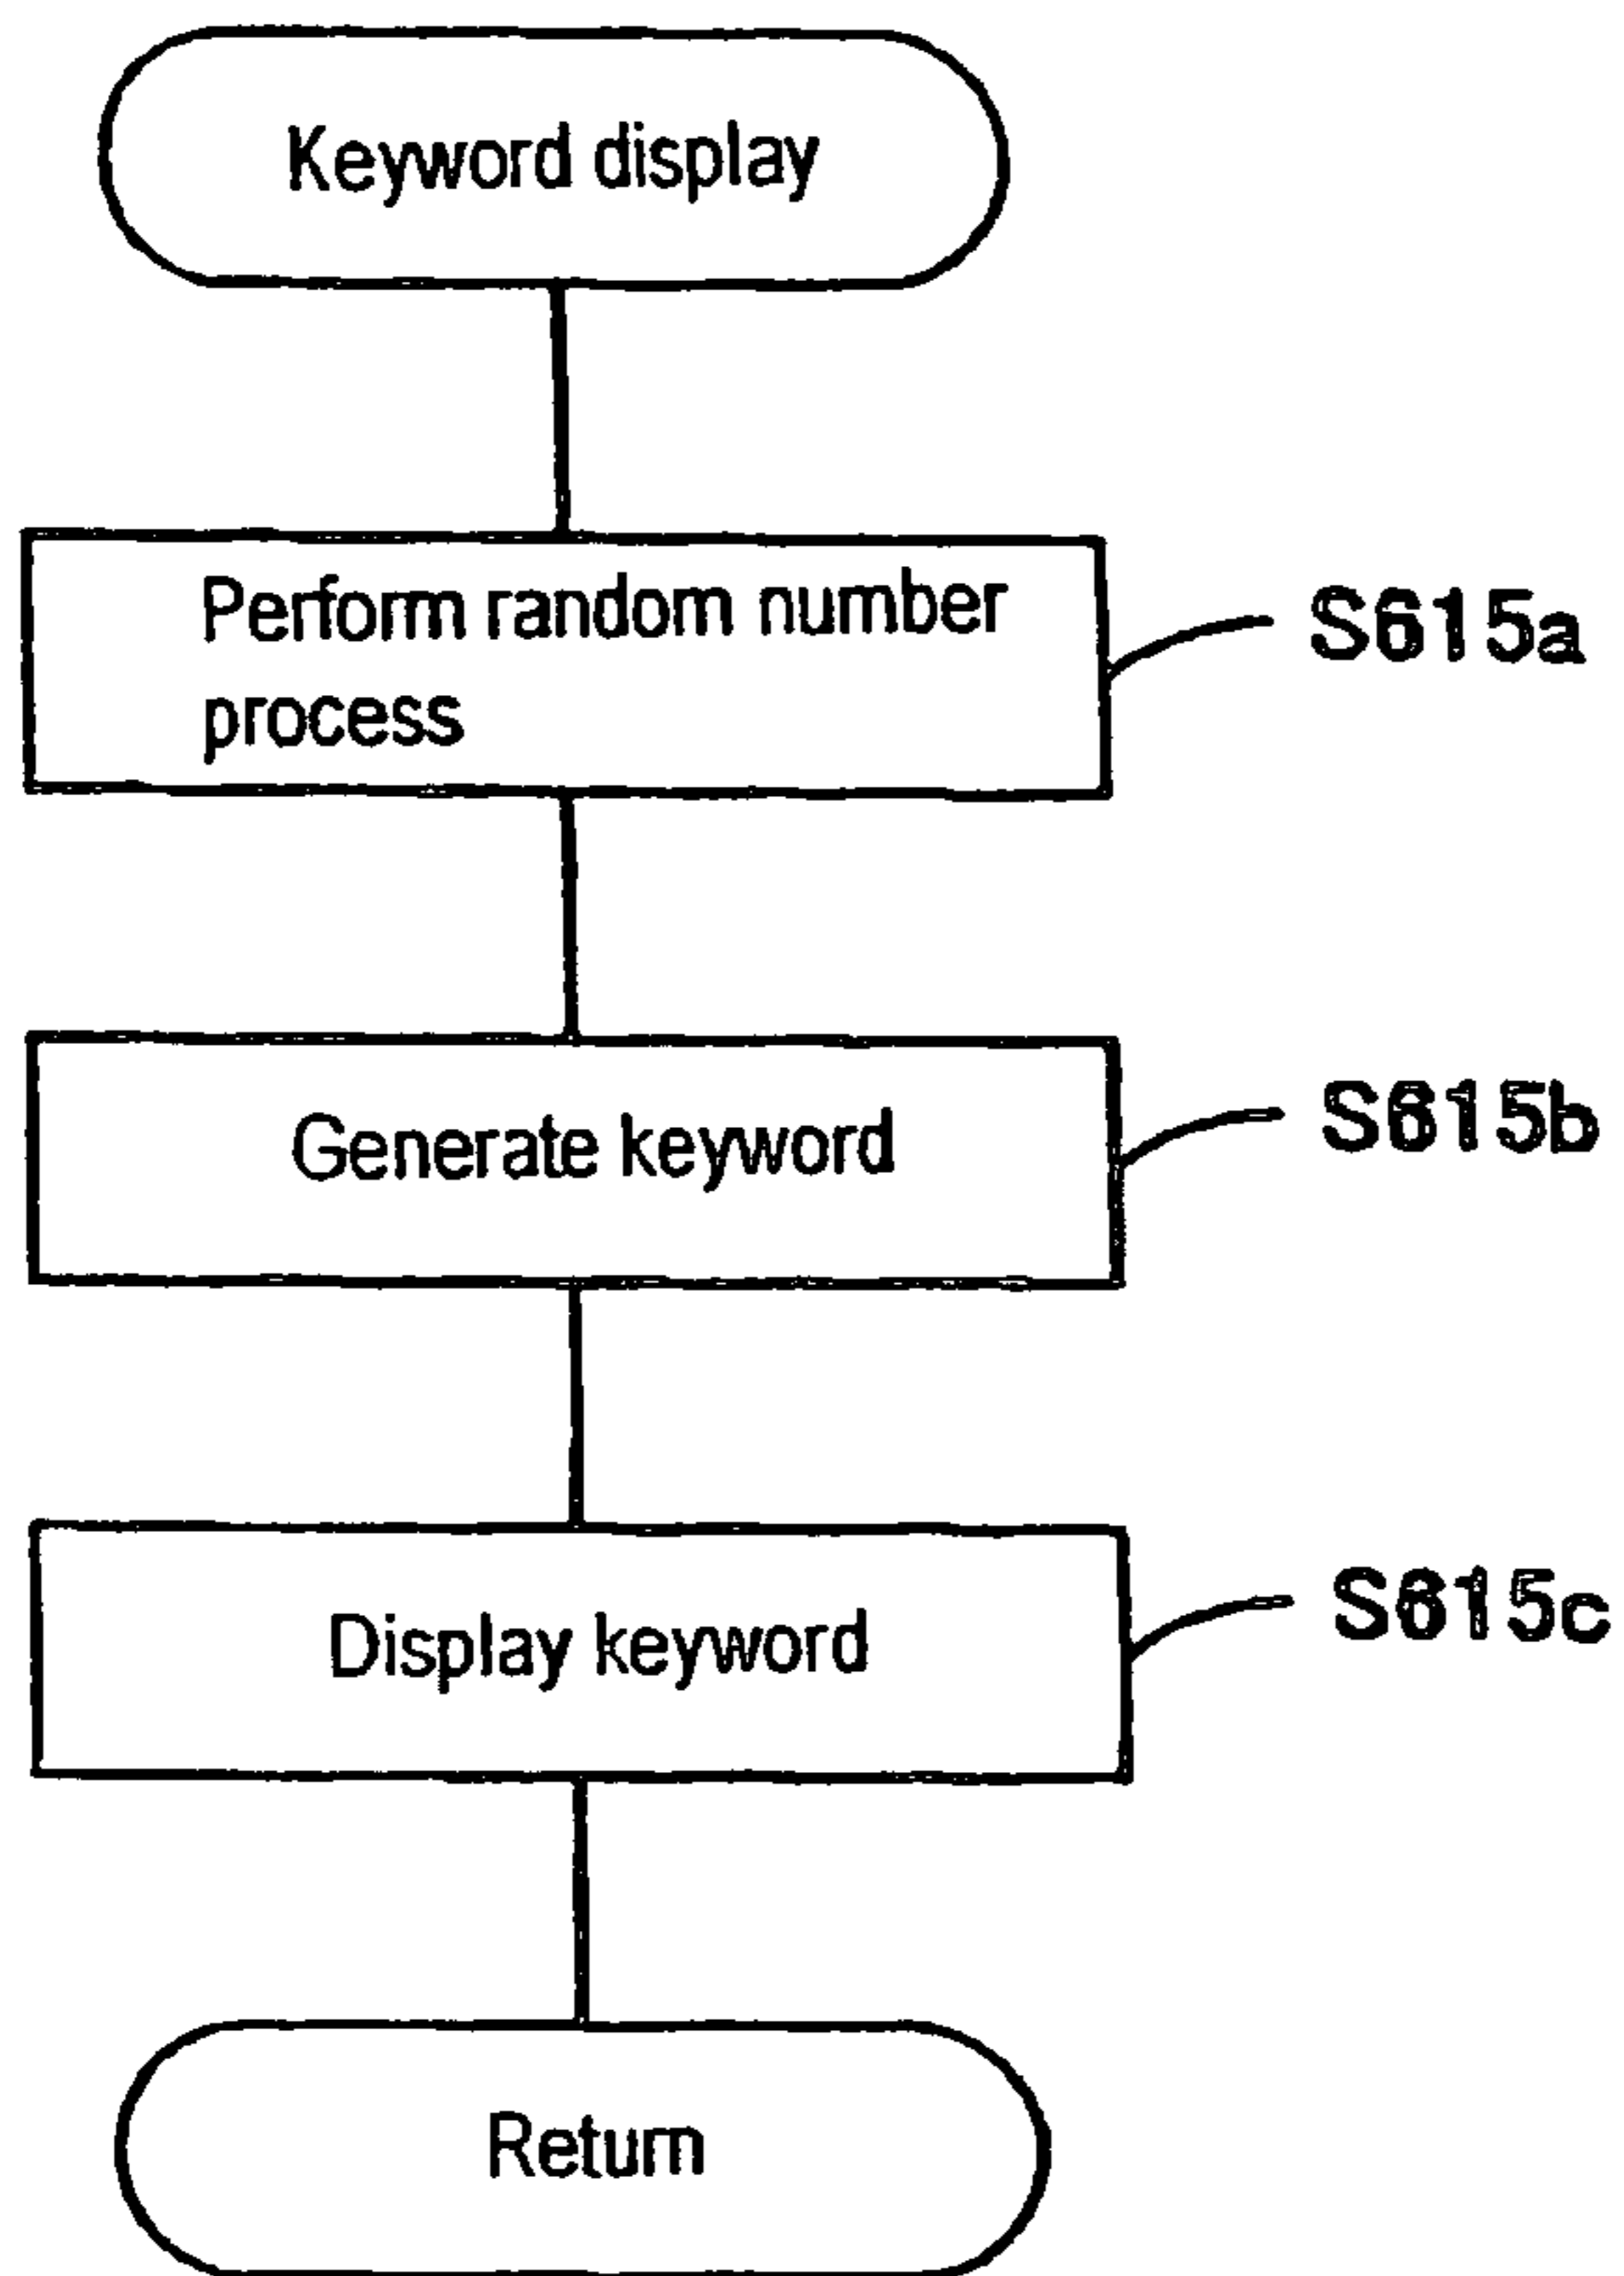 Keyword display
Perform random number
process
S615a
Generate keyword
S615b
Display keyword
S615c
Return